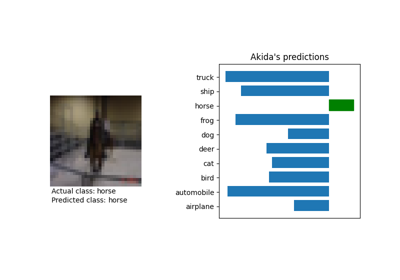 Akida's predictions
truck
ship
horse
frog
dog
deer
cat
bird
automobile
airplane
Actual class: horse
Predicted class: horse